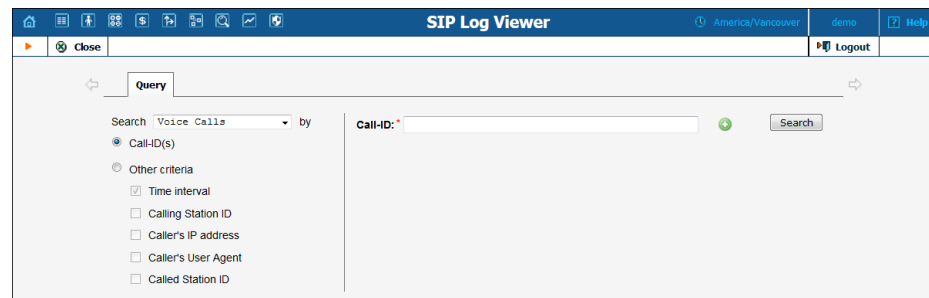 SIP Log Viewer America/Vancouver demo ? Help
Close Logout
Query
Search Voice Calls by Call-ID:* Search
Call-ID(s)
Other criteria
Time interval
Calling Station ID
Caller's IP address
Caller's User Agent
Called Station ID